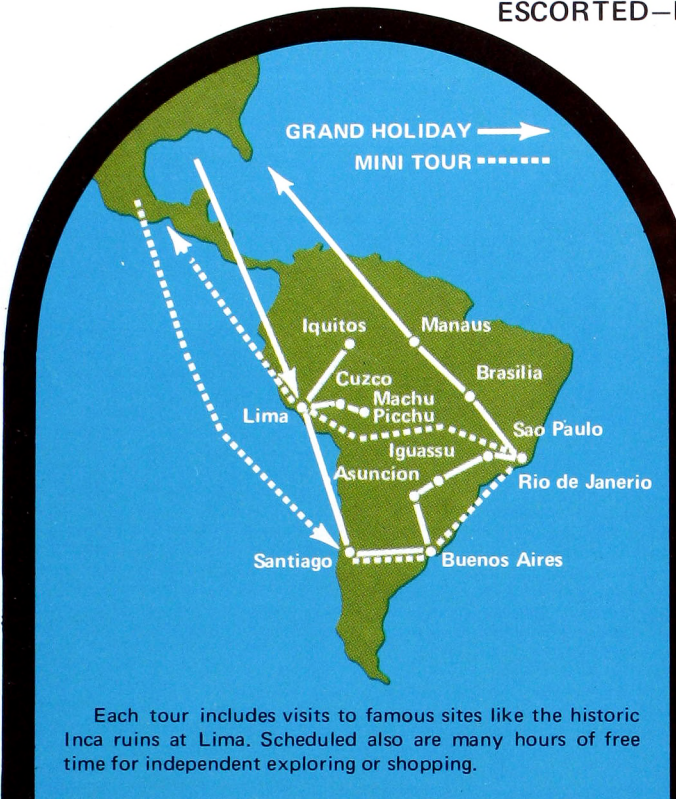 ESCORTED—
GRAND HOLIDAY
MINI TOUR
Iquitos
Manaus
Cuzco
Brasilia
Machu
Picchu
Lima
Sao Paulo
Iguassu
Asuncion
Rio de Janerio
Santiago
Buenos Aires
Each tour includes visits to famous sites like the historic
Inca ruins at Lima. Scheduled also are many hours of free
time for independent exploring or shopping.